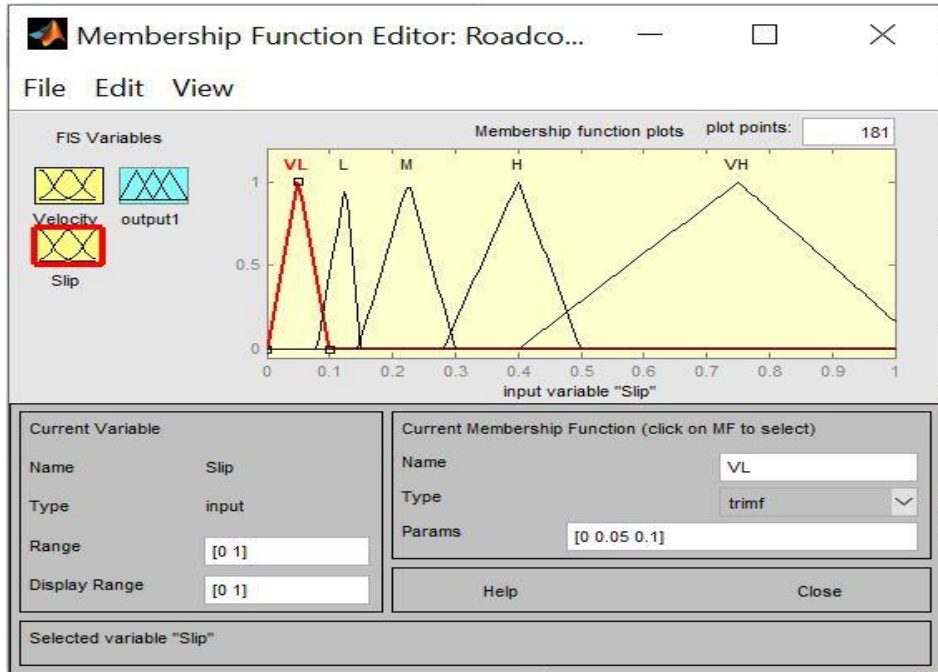 Membership Function Editor: Roadco...
File Edit View
FIS Variables
Membership function plots plot points: 181
VL L M H VH
Velocity output1
Slip
1
0.5
0
0 0.1 0.2 0.3 0.4 0.5 0.6 0.7 0.8 0.9 1
input variable "Slip"
Current Variable
Name Slip
Type input
Range [0 1]
Display Range [0 1]
Current Membership Function (click on MF to select)
Name VL
Type trimf
Params [0 0.05 0.1]
Help Close
Selected variable "Slip"